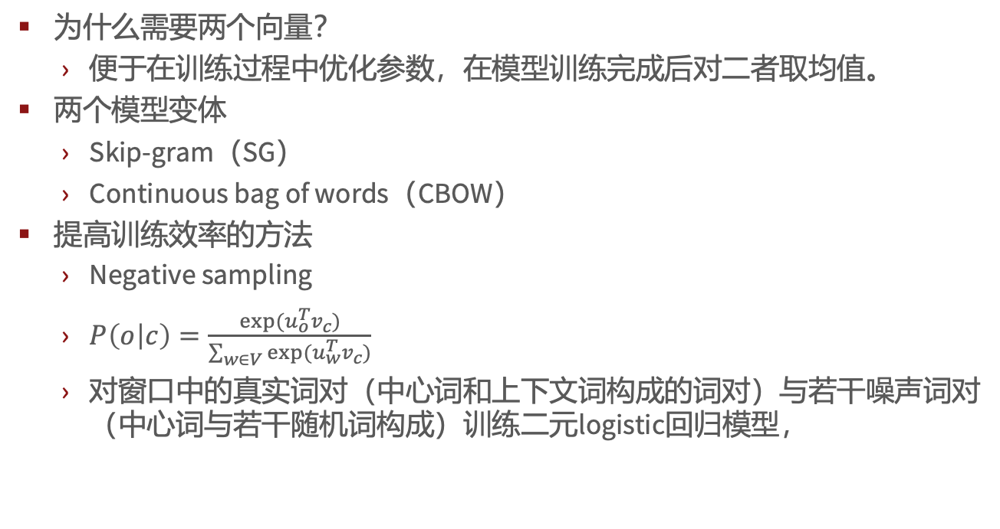 为什么需要两个向量?
便于在训练过程中优化参数，在模型训练完成后对二者取均值。
两个模型变体
Skip-gram（SG）
Continuous bag of words（CBOW）
提高训练效率的方法
Negative sampling
P(o|c) = exp(u_o^T v_c) / ∑_{w∈V} exp(u_w^T v_c)
对窗口中的真实词对（中心词和上下文词构成的词对）与若干噪声词对
（中心词与若干随机词构成）训练二元logistic回归模型，